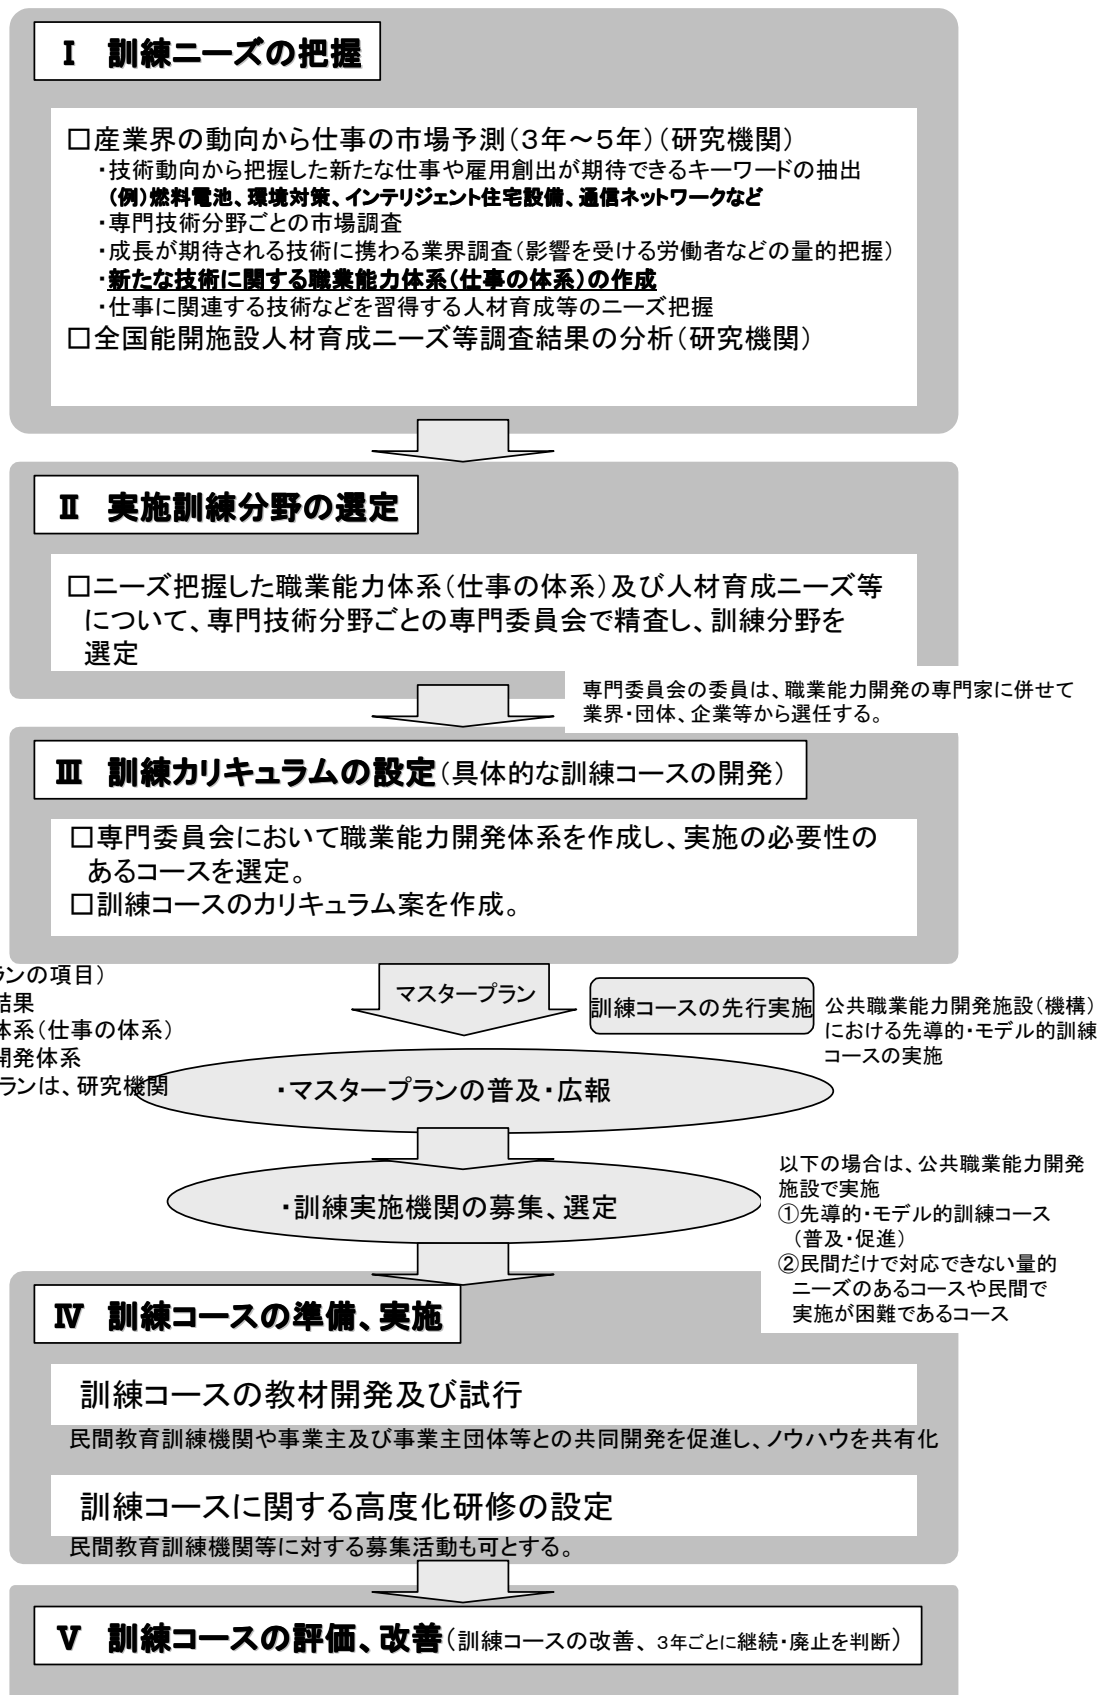 Ⅰ 訓練ニーズの把握
□産業界の動向から仕事の市場予測(3年～5年)(研究機関)
・技術動向から把握した新たな仕事や雇用創出が期待できるキーワードの抽出
(例)燃料電池、環境対策、インテリジェント住宅設備、通信ネットワークなど
・専門技術分野ごとの市場調査
・成長が期待される技術に携わる業界調査(影響を受ける労働者などの量的把握)
・新たな技術に関する職業能力体系(仕事の体系)の作成
・仕事に関連する技術などを習得する人材育成等のニーズ把握
□全国能開施設人材育成ニーズ等調査結果の分析(研究機関)
Ⅱ 実施訓練分野の選定
□ニーズ把握した職業能力体系(仕事の体系)及び人材育成ニーズ等
について、専門技術分野ごとの専門委員会で精査し、訓練分野を
選定
専門委員会の委員は、職業能力開発の専門家に併せて
業界・団体、企業等から選任する。
Ⅲ 訓練カリキュラムの設定(具体的な訓練コースの開発)
□専門委員会において職業能力開発体系を作成し、実施の必要性の
あるコースを選定。
□訓練コースのカリキュラム案を作成。
ランの項目)
結果
体系(仕事の体系)
開発体系
ランは、研究機関
マスタープラン
訓練コースの先行実施
公共職業能力開発施設(機構)
における先導的・モデル的訓練
コースの実施
・マスタープランの普及・広報
・訓練実施機関の募集、選定
以下の場合は、公共職業能力開発
施設で実施
①先導的・モデル的訓練コース
(普及・促進)
②民間だけで対応できない量的
ニーズのあるコースや民間で
実施が困難であるコース
Ⅳ 訓練コースの準備、実施
訓練コースの教材開発及び試行
民間教育訓練機関や事業主及び事業主団体等との共同開発を促進し、ノウハウを共有化
訓練コースに関する高度化研修の設定
民間教育訓練機関等に対する募集活動も可とする。
Ⅴ 訓練コースの評価、改善(訓練コースの改善、3年ごとに継続・廃止を判断)